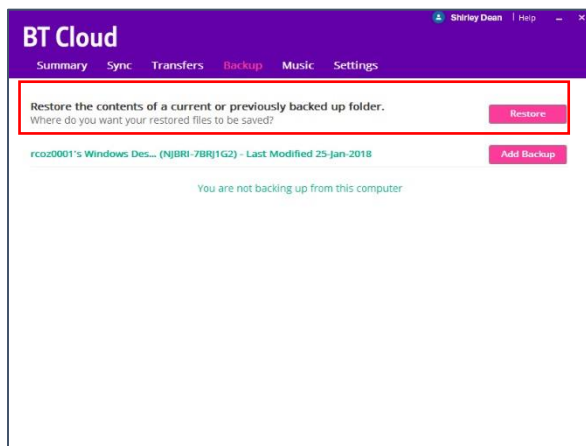 Shirley Dean | Help
BT Cloud
Summary Sync Transfers Backup Music Settings
Restore the contents of a current or previously backed up folder.
Where do you want your restored files to be saved?
Restore
rcoz0001's Windows Des... (NJBRI-7BRJ1G2) - Last Modified 25-Jan-2018
Add Backup
You are not backing up from this computer